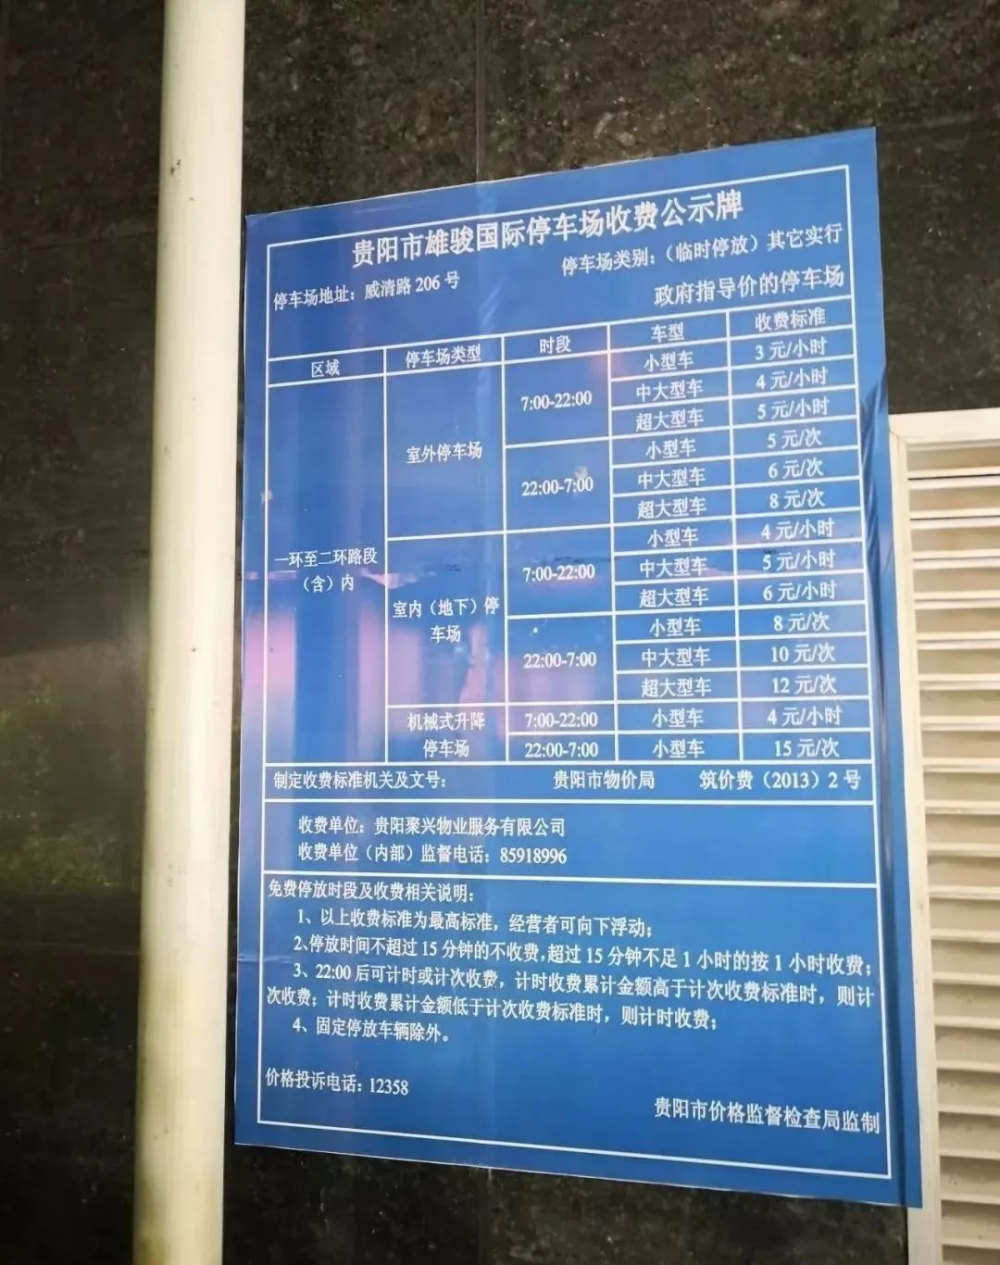 贵阳市雄骏国际停车场收费公示牌
停车场地址：威清路 206 号
停车场类别：（临时停放）其它实行
政府指导价的停车场
区域 停车场类型 时段 车型 收费标准
一环至二环路段
（含）内
室外停车场
7:00-22:00
小型车 3 元/小时
中大型车 4 元/小时
超大型车 5 元/小时
22:00-7:00
小型车 5 元/次
中大型车 6 元/次
超大型车 8 元/次
室内（地下）停
车场
7:00-22:00
小型车 4 元/小时
中大型车 5 元/小时
超大型车 6 元/小时
22:00-7:00
小型车 8 元/次
中大型车 10 元/次
超大型车 12 元/次
机械式升降
停车场
7:00-22:00 小型车 4 元/小时
22:00-7:00 小型车 15 元/次
制定收费标准机关及文号： 贵阳市物价局 筑价费（2013）2 号
收费单位：贵阳聚兴物业服务有限公司
收费单位（内部）监督电话：85918996
免费停放时段及收费相关说明：
1、以上收费标准为最高标准，经营者可向下浮动；
2、停放时间不超过 15 分钟的不收费，超过 15 分钟不足 1 小时的按 1 小时收费；
3、22:00 后可计时或计次收费，计时收费累计金额高于计次收费标准时，则计
次收费；计时收费累计金额低于计次收费标准时，则计时收费；
4、固定停放车辆除外。
价格投诉电话：12358
贵阳市价格监督检查局监制